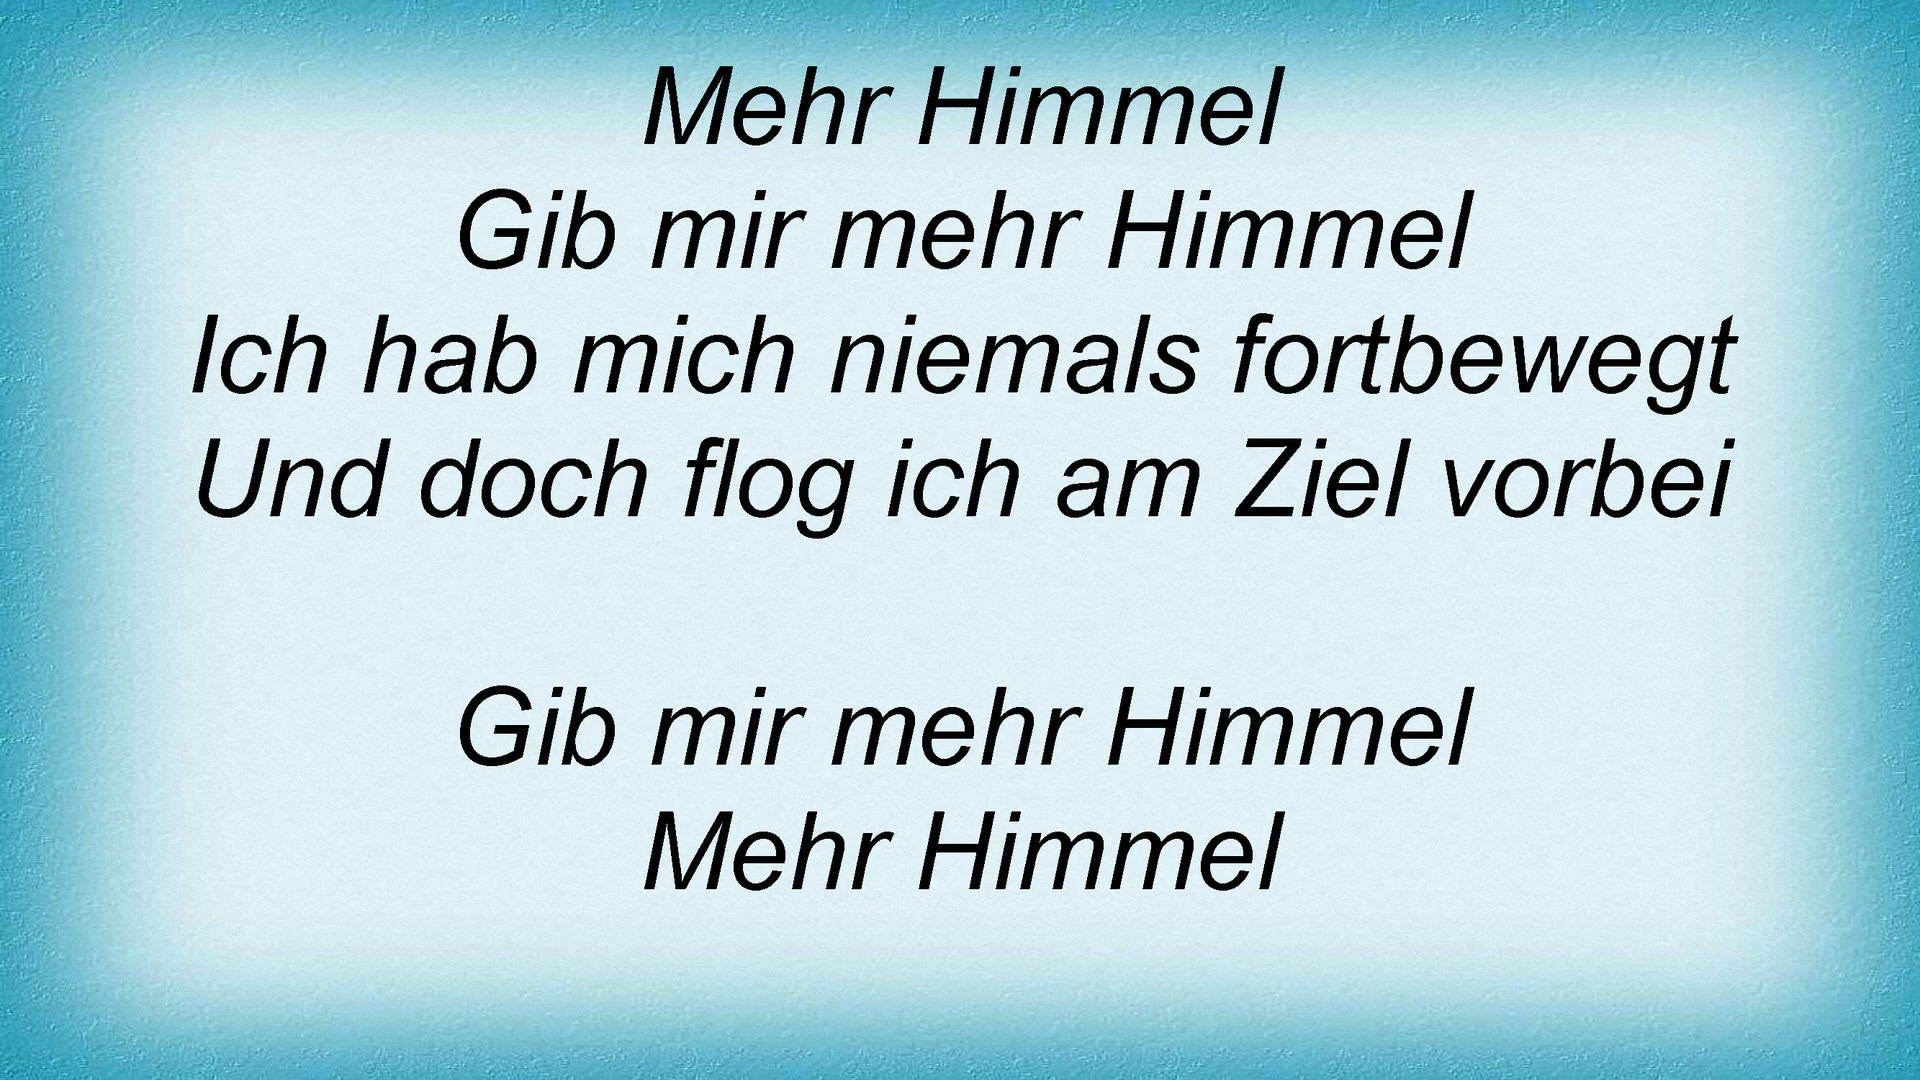 Mehr Himmel
Gib mir mehr Himmel
Ich hab mich niemals fortbewegt
Und doch flog ich am Ziel vorbei
Gib mir mehr Himmel
Mehr Himmel